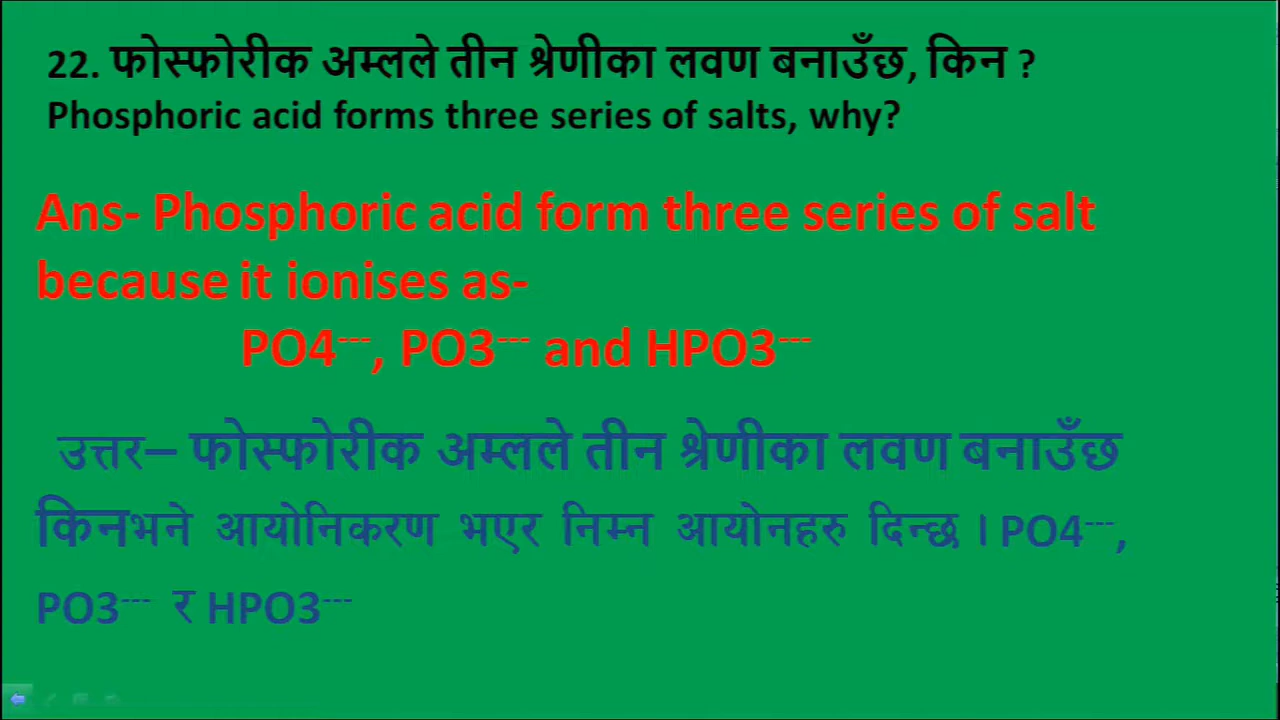 22. फोस्फोरीक अम्लले तीन श्रेणीका लवण बनाउँछ, किन ?
Phosphoric acid forms three series of salts, why?
Ans- Phosphoric acid form three series of salt
because it ionises as-
PO4---, PO3--- and HPO3---
उत्तर– फोस्फोरीक अम्लले तीन श्रेणीका लवण बनाउँछ
किनभने आयोनिकरण भएर निम्न आयोनहरु दिन्छ । PO4---,
PO3--- र HPO3---